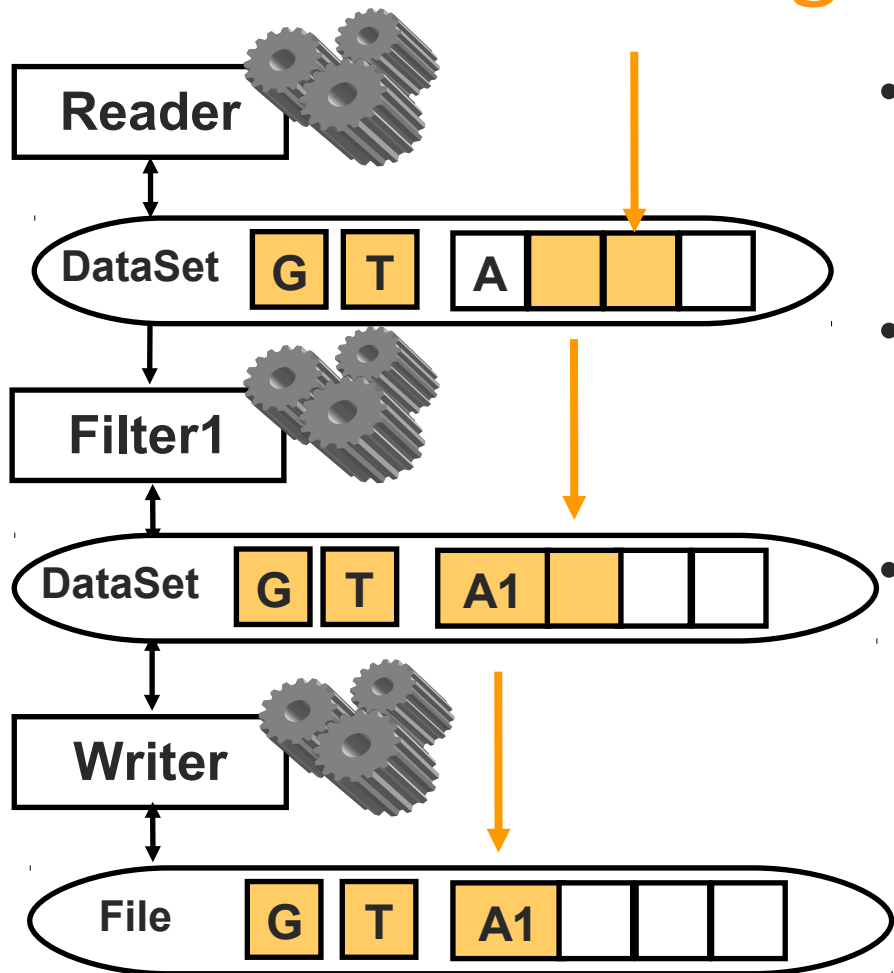 g
Reader
DataSet G T A
Filter1
DataSet G T A1
Writer
File G T A1